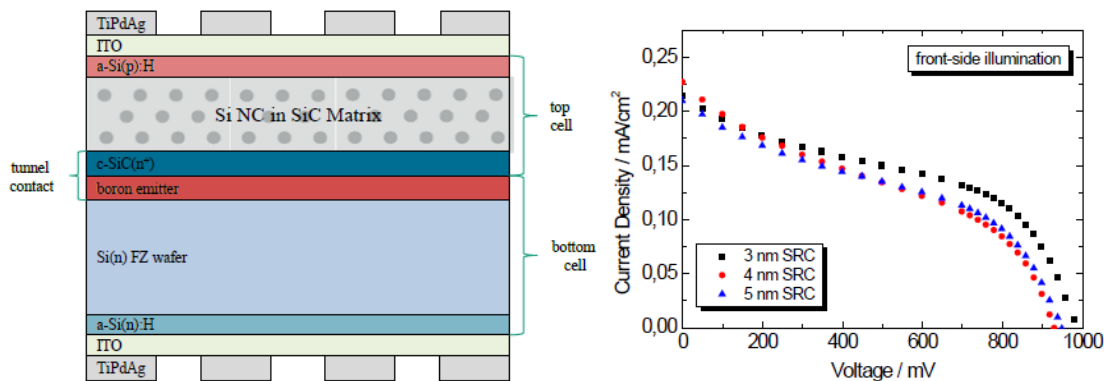 TiPdAg
ITO
a-Si(p):H
Si NC in SiC Matrix
top
cell
tunnel
contact
c-SiC(n⁺)
boron emitter
Si(n) FZ wafer
bottom
cell
a-Si(n):H
ITO
TiPdAg
front-side illumination
Current Density / mA/cm²
0,25
0,20
0,15
0,10
0,05
0,00
3 nm SRC
4 nm SRC
5 nm SRC
0 200 400 600 800 1000
Voltage / mV